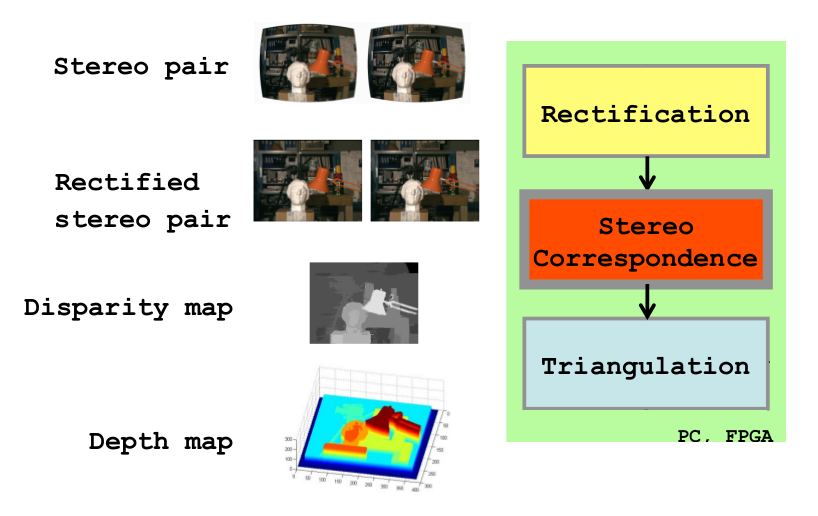 Stereo pair
Rectified
stereo pair
Disparity map
Depth map
Rectification
Stereo
Correspondence
Triangulation
PC, FPGA